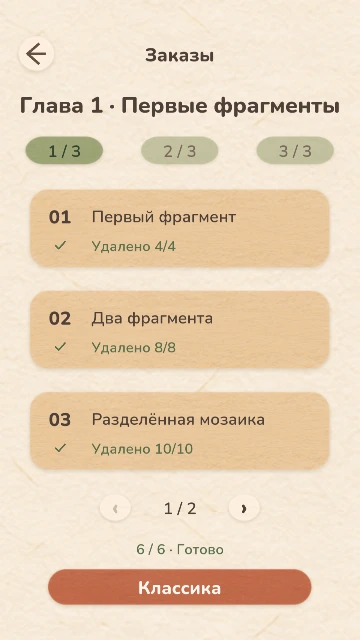 Заказы
Глава 1 · Первые фрагменты
1 / 3
2 / 3
3 / 3
01 Первый фрагмент
Удалено 4/4
02 Два фрагмента
Удалено 8/8
03 Разделённая мозаика
Удалено 10/10
‹ 1 / 2 ›
6 / 6 · Готово
Классика